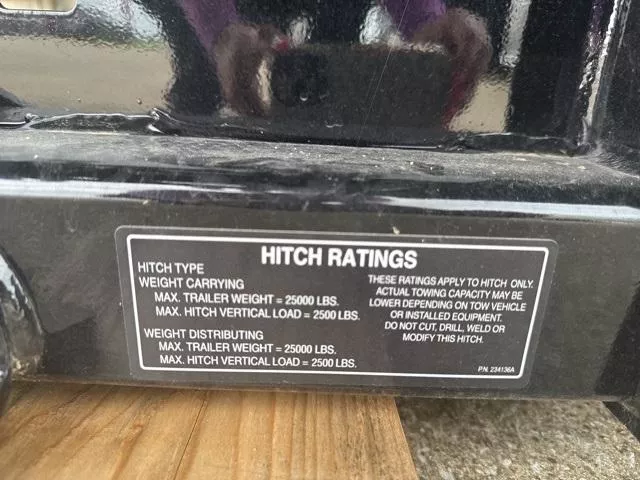 HITCH RATINGS
HITCH TYPE
WEIGHT CARRYING
MAX. TRAILER WEIGHT = 25000 LBS.
MAX. HITCH VERTICAL LOAD = 2500 LBS.
WEIGHT DISTRIBUTING
MAX. TRAILER WEIGHT = 25000 LBS.
MAX. HITCH VERTICAL LOAD = 2500 LBS.
THESE RATINGS APPLY TO HITCH ONLY.
ACTUAL TOWING CAPACITY MAY BE
LOWER DEPENDING ON TOW VEHICLE
OR INSTALLED EQUIPMENT.
DO NOT CUT, DRILL, WELD OR
MODIFY THIS HITCH.
P.N. 234136A